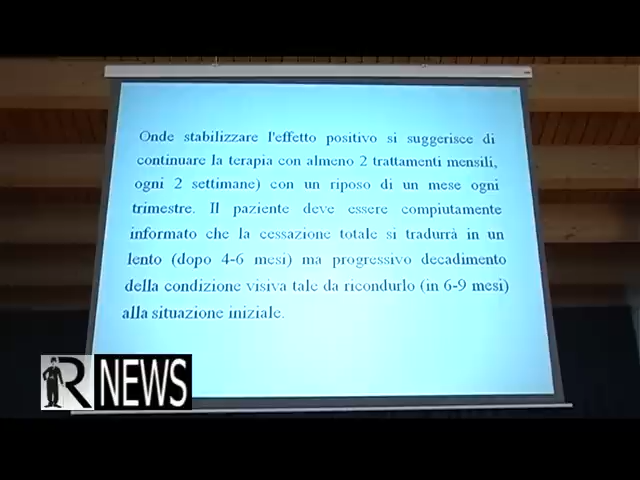 Onde stabilizzare l'effetto positivo si suggerisce di
continuare la terapia con almeno 2 trattamenti mensili,
ogni 2 settimane) con un riposo di un mese ogni
trimestre. Il paziente deve essere compiutamente
informato che la cessazione totale si tradurrà in un
lento (dopo 4-6 mesi) ma progressivo decadimento
della condizione visiva tale da ricondurlo (in 6-9 mesi)
alla situazione iniziale.
R NEWS